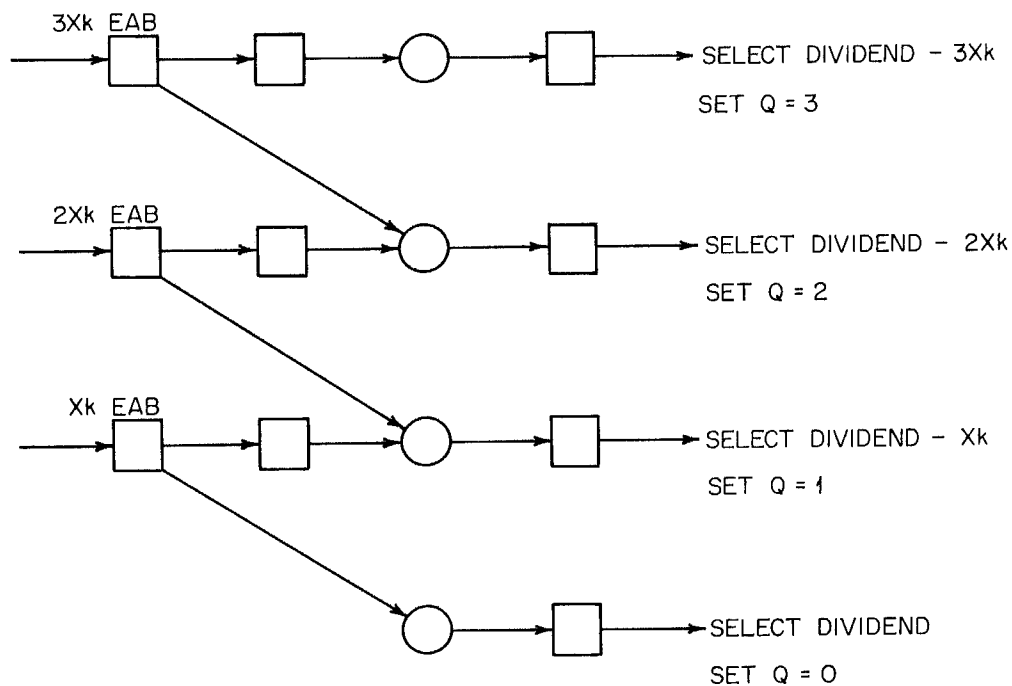 3Xk EAB
SELECT DIVIDEND - 3Xk
SET Q = 3
2Xk EAB
SELECT DIVIDEND - 2Xk
SET Q = 2
Xk EAB
SELECT DIVIDEND - Xk
SET Q = 1
SELECT DIVIDEND
SET Q = 0